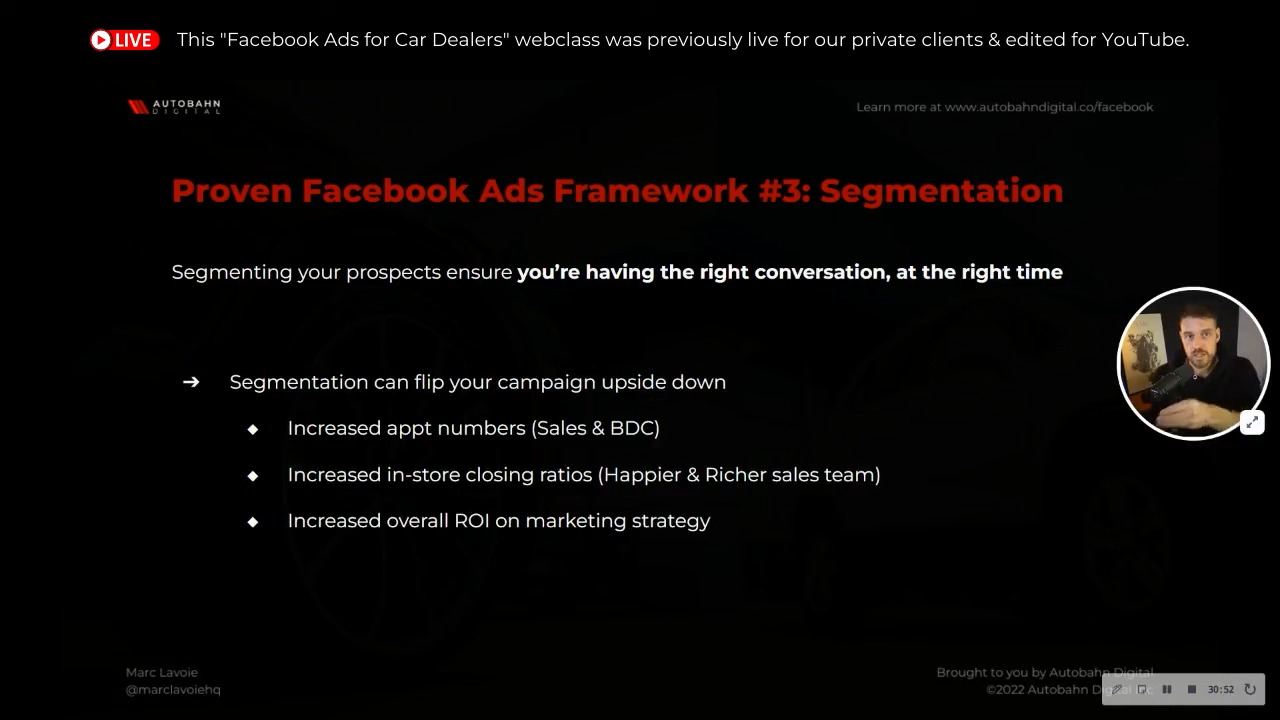 LIVE This "Facebook Ads for Car Dealers" webclass was previously live for our private clients & edited for YouTube.
AUTOBAHN
DIGITAL
Learn more at www.autobahndigital.co/facebook
Proven Facebook Ads Framework #3: Segmentation
Segmenting your prospects ensure you’re having the right conversation, at the right time
➔ Segmentation can flip your campaign upside down
◆ Increased appt numbers (Sales & BDC)
◆ Increased in-store closing ratios (Happier & Richer sales team)
◆ Increased overall ROI on marketing strategy
Marc Lavoie
@marclavoiehq
Brought to you by Autobahn Digital
©2022 Autobahn Digital Inc
30:52